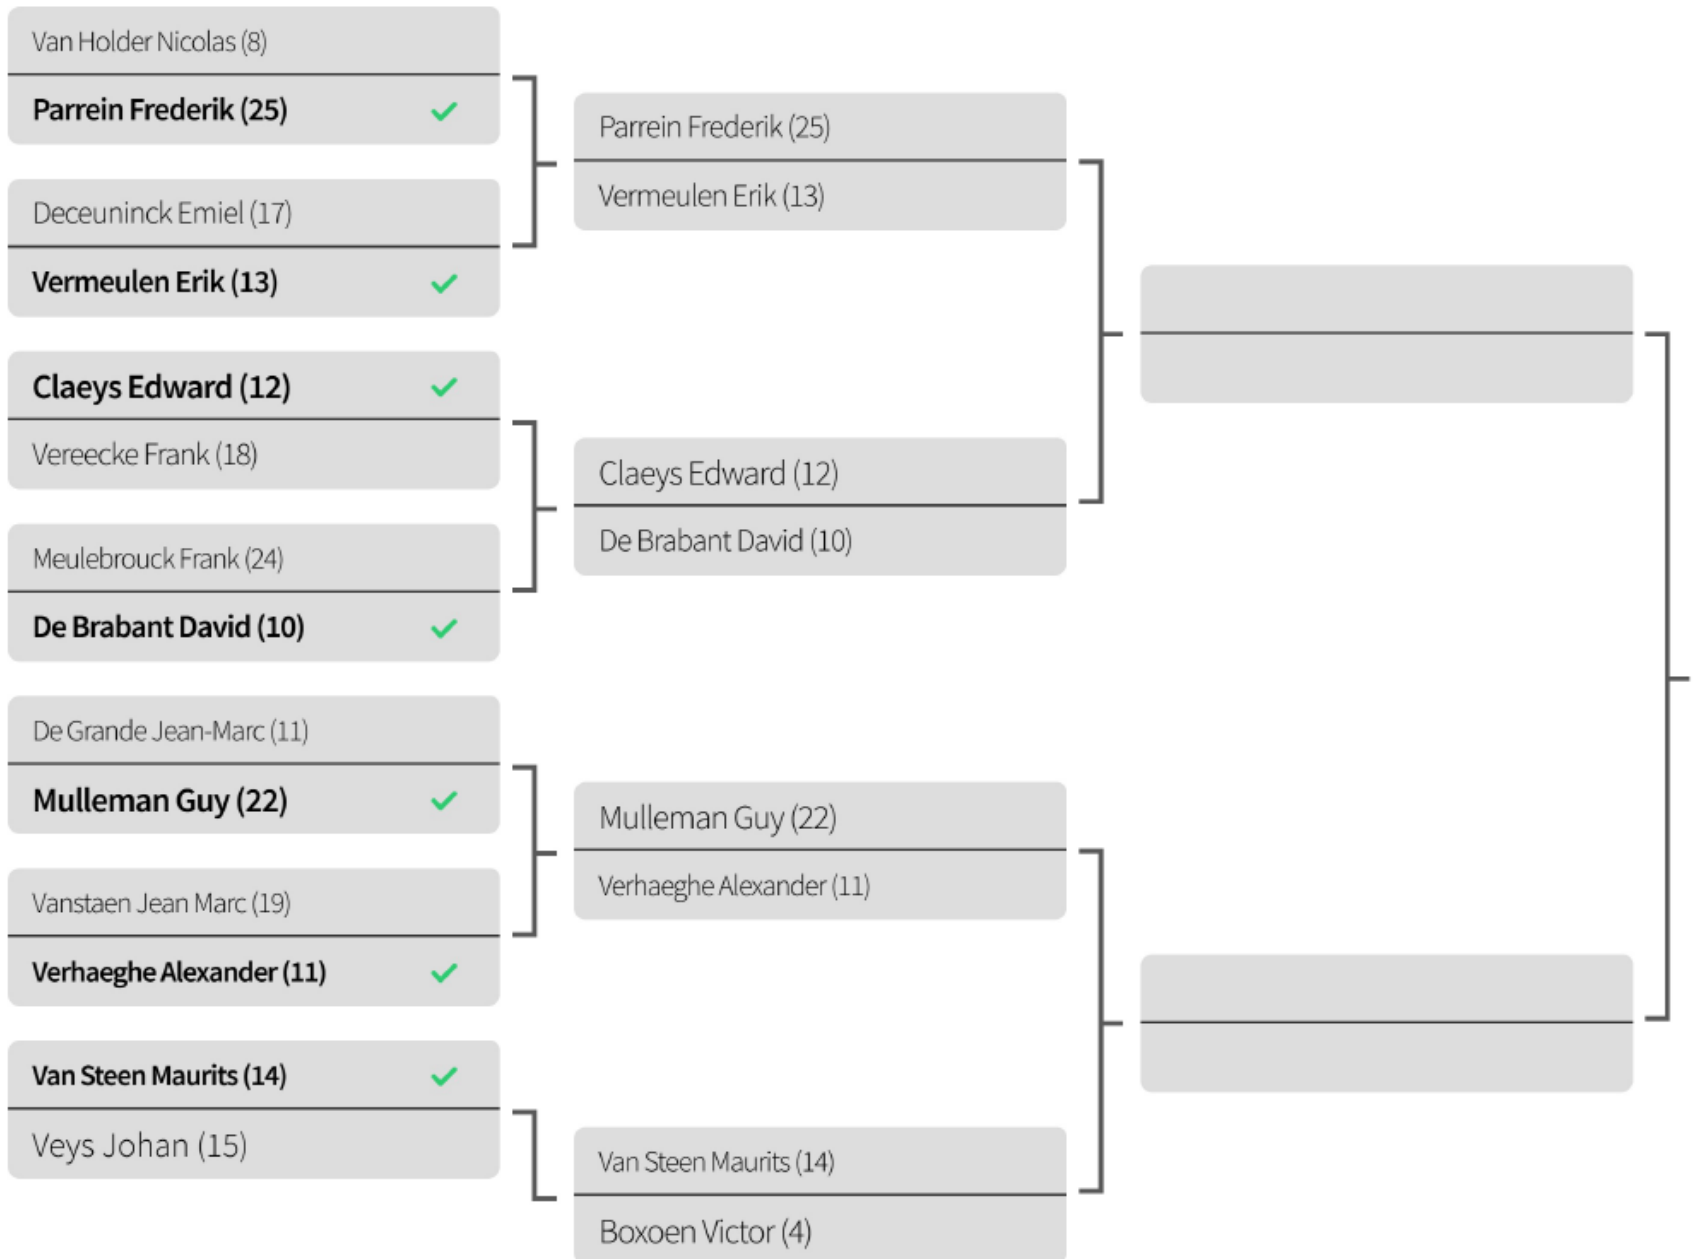 Van Holder Nicolas (8)
Parrein Frederik (25)
Deceuninck Emiel (17)
Vermeulen Erik (13)
Claeys Edward (12)
Vereecke Frank (18)
Meulebrouck Frank (24)
De Brabant David (10)
De Grande Jean-Marc (11)
Mulleman Guy (22)
Vanstaen Jean Marc (19)
Verhaeghe Alexander (11)
Van Steen Maurits (14)
Veys Johan (15)
Parrein Frederik (25)
Vermeulen Erik (13)
Claeys Edward (12)
De Brabant David (10)
Mulleman Guy (22)
Verhaeghe Alexander (11)
Van Steen Maurits (14)
Boxoen Victor (4)